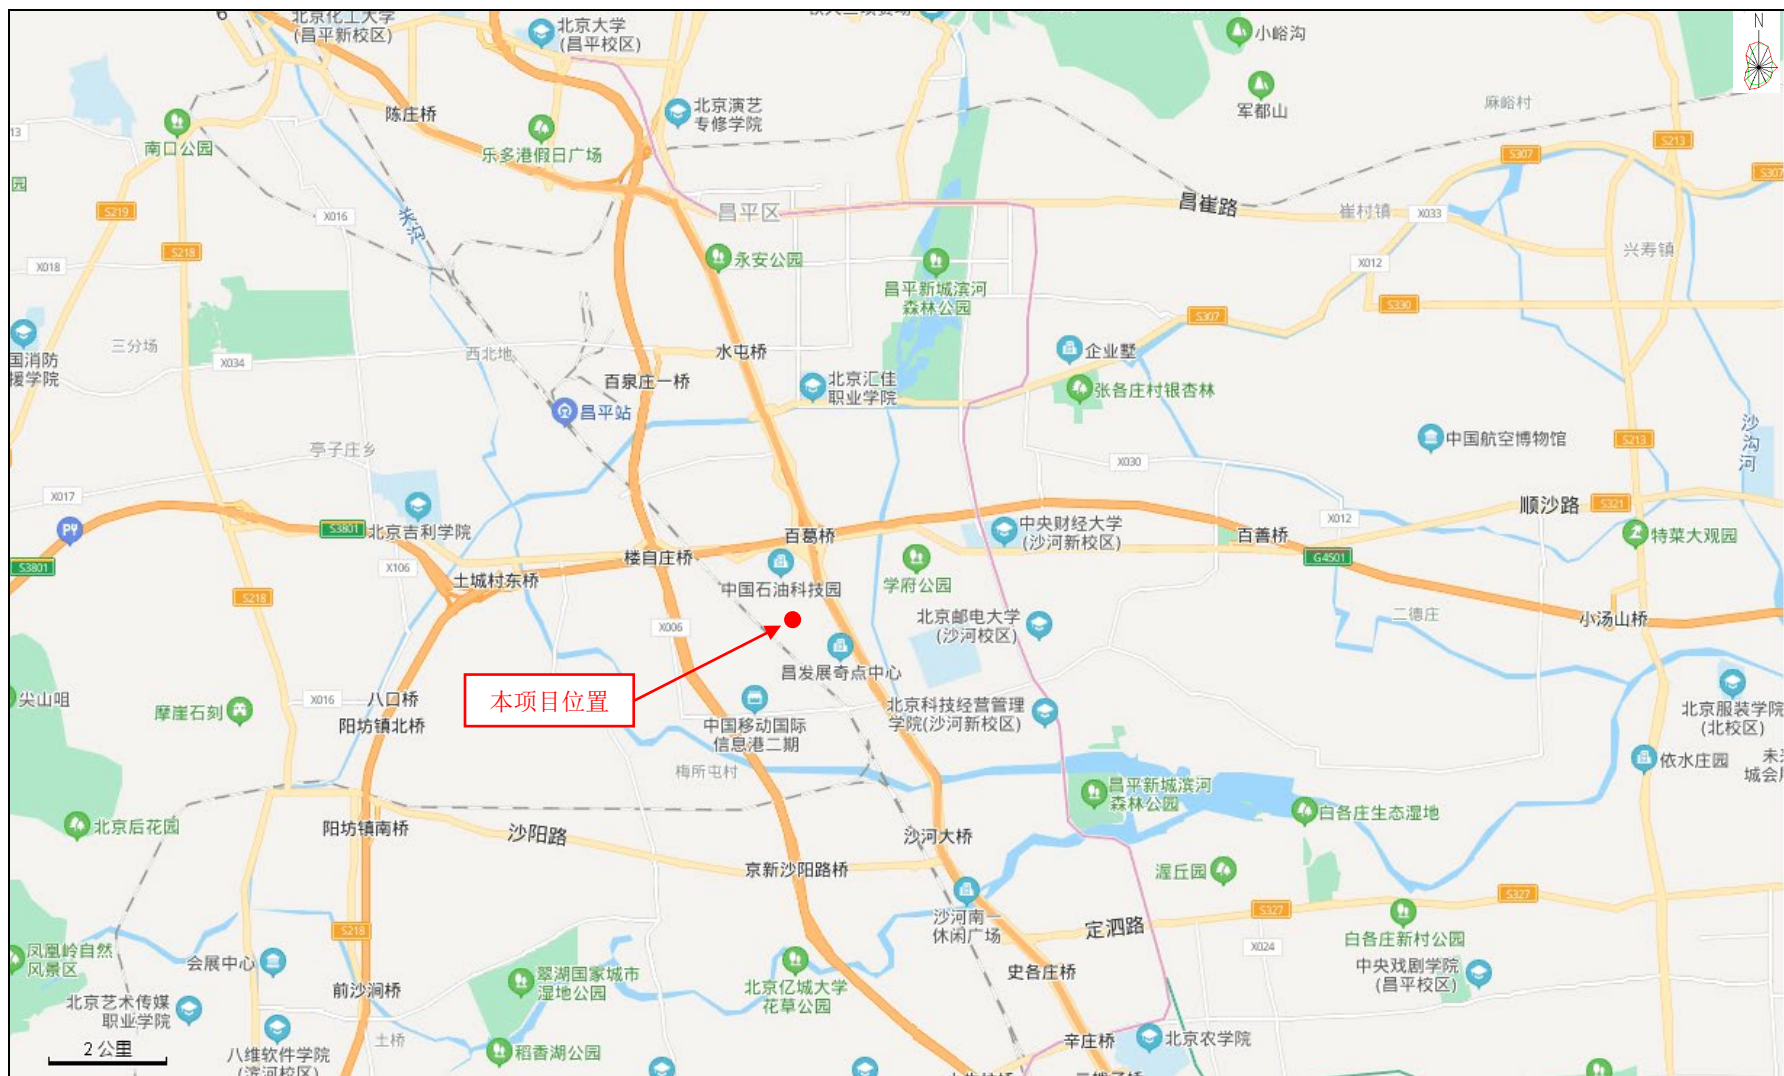 6
北京化工大学
(昌平新校区)
北京大学
(昌平校区)
小峪沟
N
军都山
麻峪村
陈庄桥
北京演艺
专修学院
13
南口公园
乐多港假日广场
S307
S213
S307
园
S219
X016
关沟
昌平区
昌崔路
崔村镇
X033
S218
X018
永安公园
兴寿镇
X012
昌平新城滨河
森林公园
S330
S307
国消防
援学院
三分场
X034
西北地
水屯桥
企业墅
百泉庄一桥
北京汇佳
职业学院
张各庄村银杏林
昌平站
中国航空博物馆
S213
沙沟河
亭子庄乡
X030
X017
顺沙路
S321
S3801
北京吉利学院
百葛桥
中央财经大学
(沙河新校区)
百善桥
X012
特菜大观园
S3801
X106
土城村东桥
楼自庄桥
G4501
中国石油科技园
学府公园
S218
X006
北京邮电大学
(沙河校区)
二德庄
小汤山桥
昌发展奇点中心
本项目位置
尖山咀
X016
八口桥
摩崖石刻
阳坊镇北桥
中国移动国际
信息港二期
北京科技经营管理
学院(沙河新校区)
北京服装学院
(北校区)
依水庄园
未来
城会展
梅所屯村
昌平新城滨河
森林公园
白各庄生态湿地
北京后花园
阳坊镇南桥
沙阳路
沙河大桥
京新沙阳路桥
渥丘园
S327
S327
沙河南一
休闲广场
定泗路
S218
X024
白各庄新村公园
凤凰岭自然
风景区
会展中心
翠湖国家城市
湿地公园
史各庄桥
中央戏剧学院
(昌平校区)
前沙涧桥
北京亿城大学
花草公园
北京艺术传媒
职业学院
土桥
辛庄桥
北京农学院
2 公里
八维软件学院
(滨河校区)
稻香湖公园